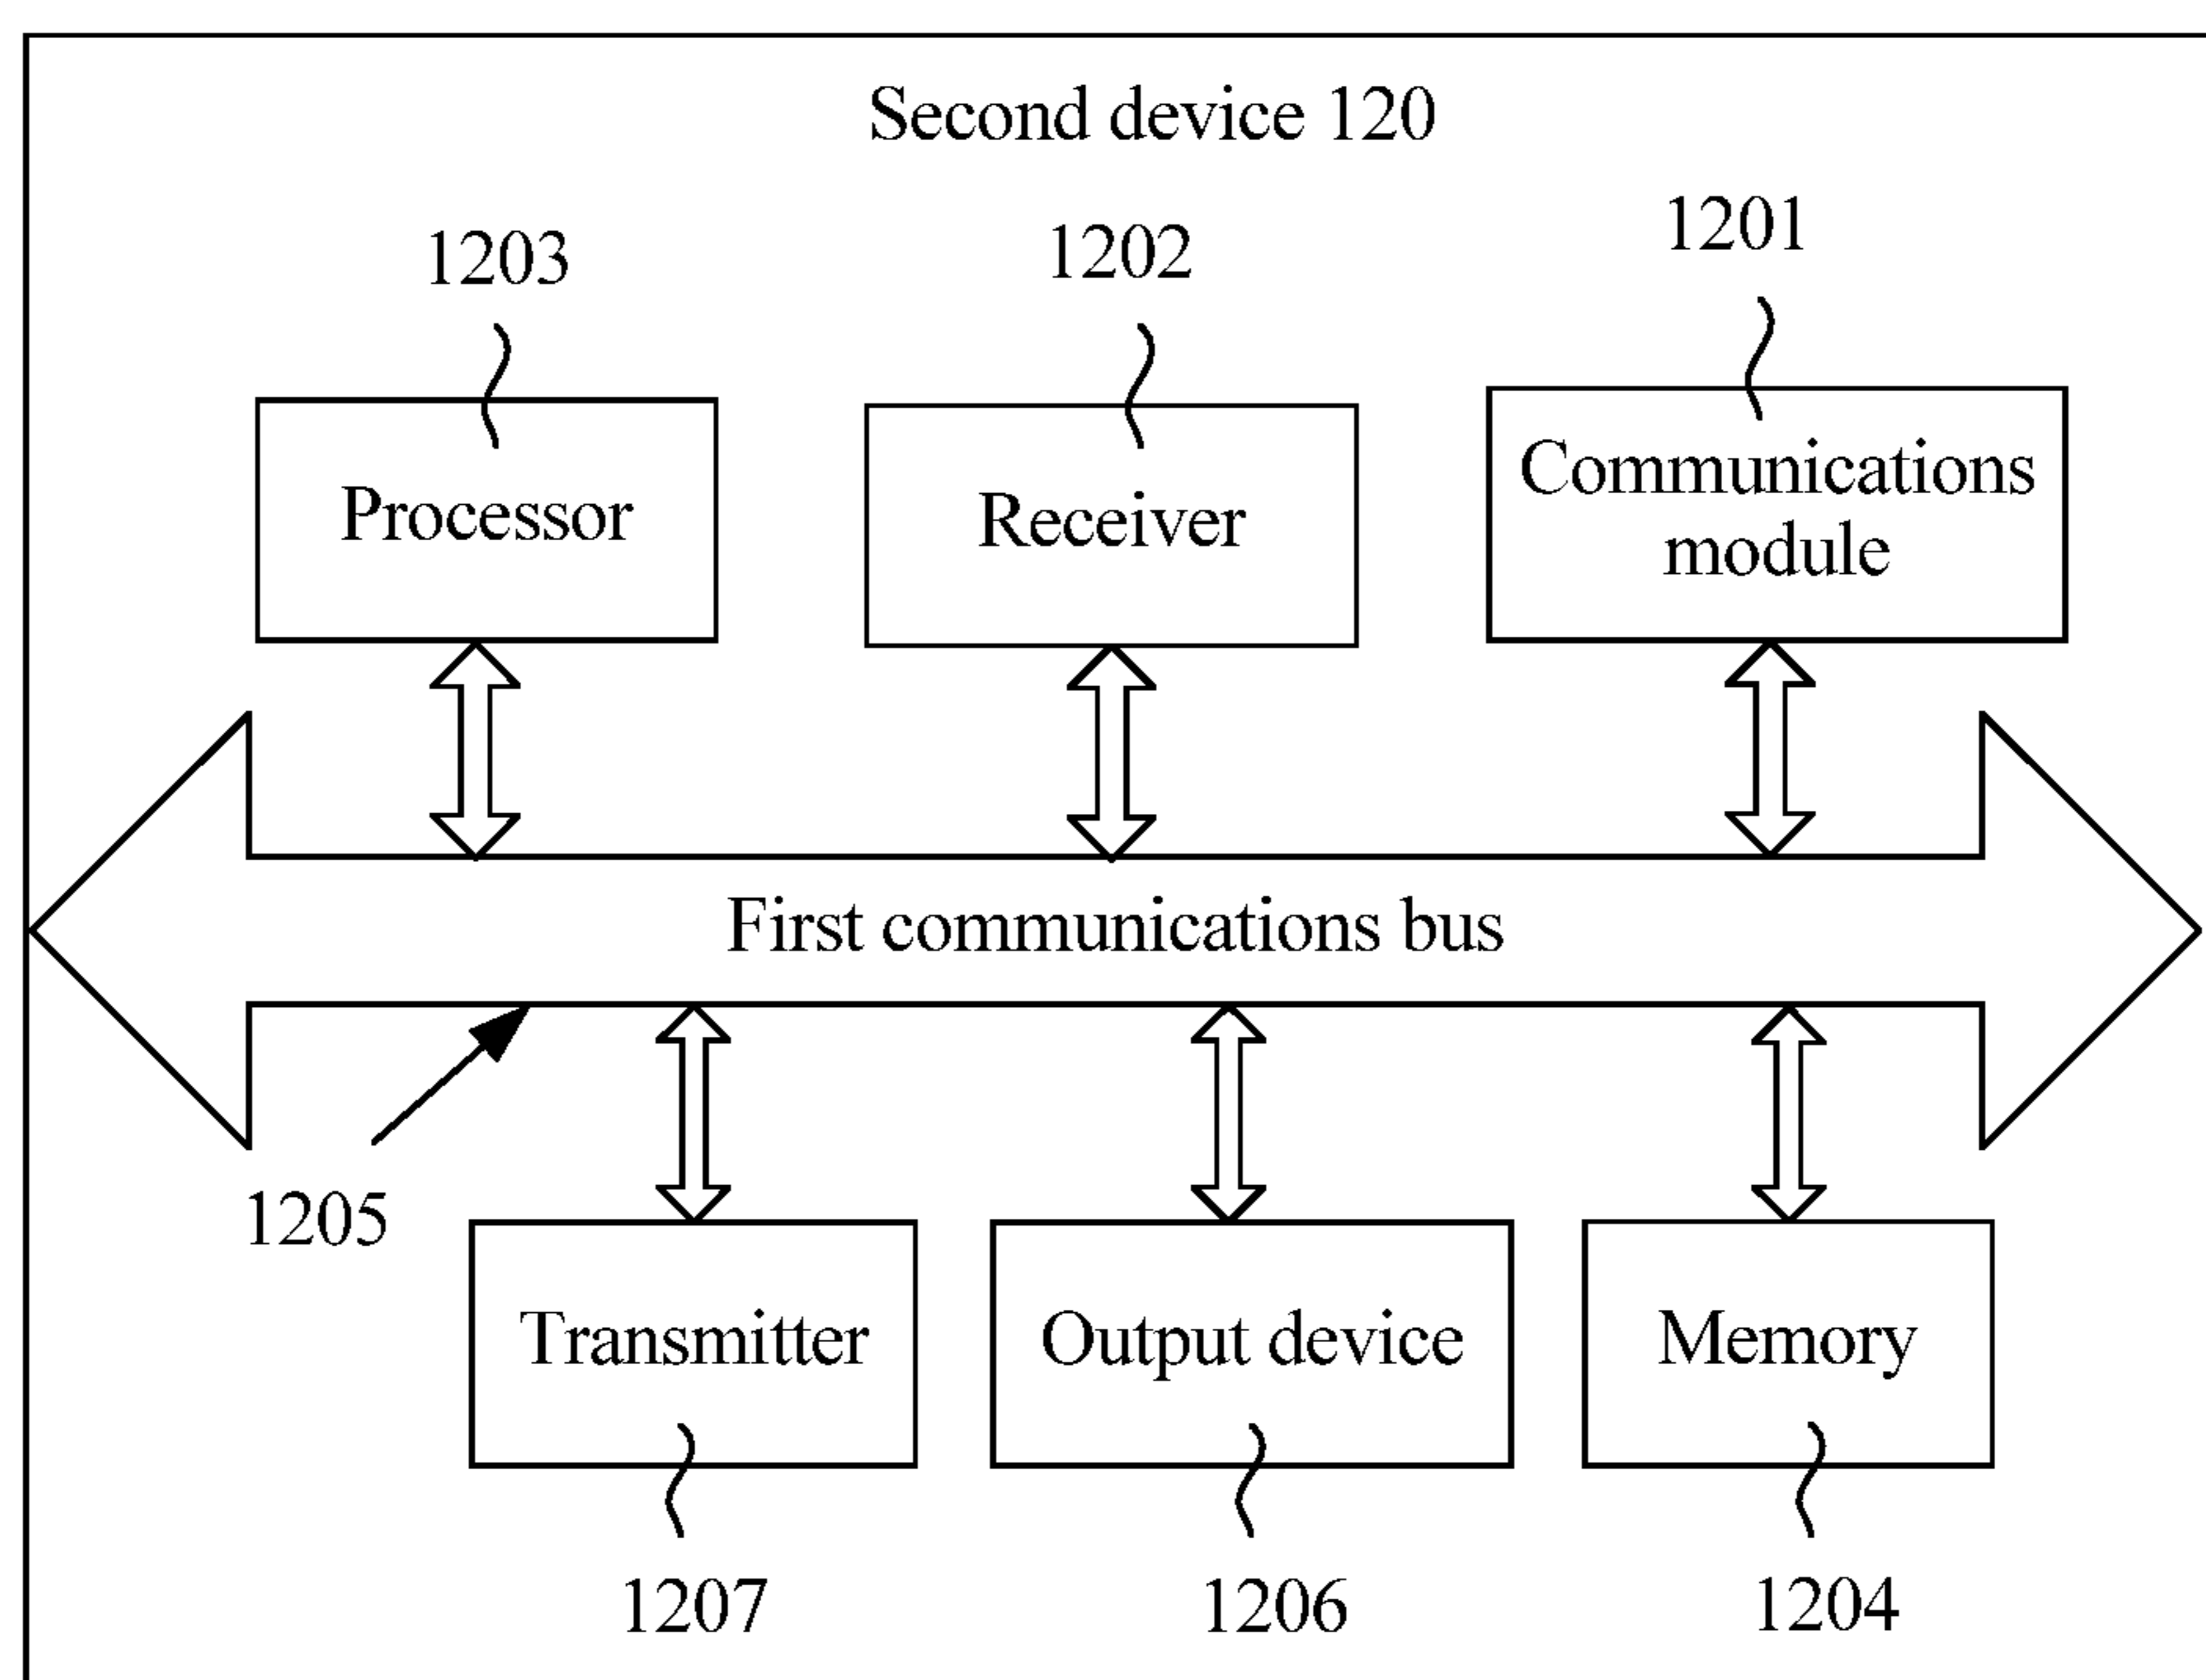 Second device 120
1203
1202
1201
Processor
Receiver
Communications
module
First communications bus
1205
Transmitter
Output device
Memory
1207
1206
1204